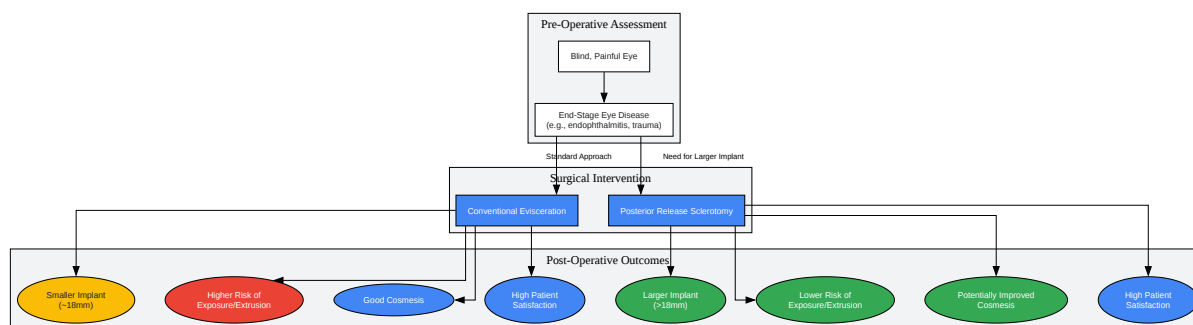 Pre-Operative Assessment
Blind, Painful Eye
End-Stage Eye Disease
(e.g., endophthalmitis, trauma)
Standard Approach
Need for Larger Implant
Surgical Intervention
Conventional Evisceration
Posterior Release Sclerotomy
Post-Operative Outcomes
Smaller Implant
(~18mm)
Higher Risk of
Exposure/Extrusion
Good Cosmesis
High Patient
Satisfaction
Larger Implant
(>18mm)
Lower Risk of
Exposure/Extrusion
Potentially Improved
Cosmesis
High Patient
Satisfaction